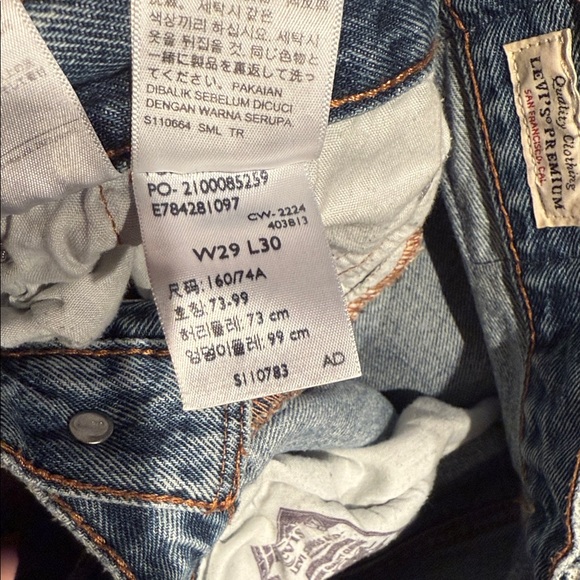 요. 세탁시 같은
색상끼리 하고, 세탁시
옷을 뒤집을 것. 同じ色物と
一緒に製品を裏返して洗っ
てください。PAKAIAN
DIBALIK SEBELUM DICUCI
DENGAN WARNA SERUPA.
S110664 SML TR
PO- 2100085259
E784281097
CW-2224
403813
W29 L30
尺码: 160/74A
호칭: 73-99
허리둘레: 73 cm
엉덩이둘레: 99 cm
S110783 AD
Quality Clothing
LEVI'S® PREMIUM
SAN FRANCISCO, CAL.